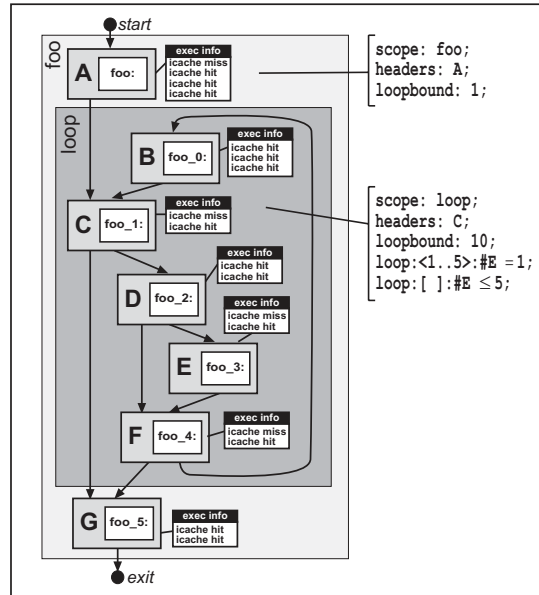 start
foo
A
foo:
exec info
icache miss
icache hit
icache hit
icache hit
scope: foo;
headers: A;
loopbound: 1;
loop
B
foo_0:
exec info
icache hit
icache hit
icache hit
C
foo_1:
exec info
icache miss
icache hit
scope: loop;
headers: C;
loopbound: 10;
loop:<1..5>:#E =1;
loop:[ ]:#E ≤ 5;
D
foo_2:
exec info
icache hit
icache hit
E
foo_3:
exec info
icache miss
icache hit
F
foo_4:
exec info
icache miss
icache hit
G
foo_5:
exec info
icache hit
icache hit
exit